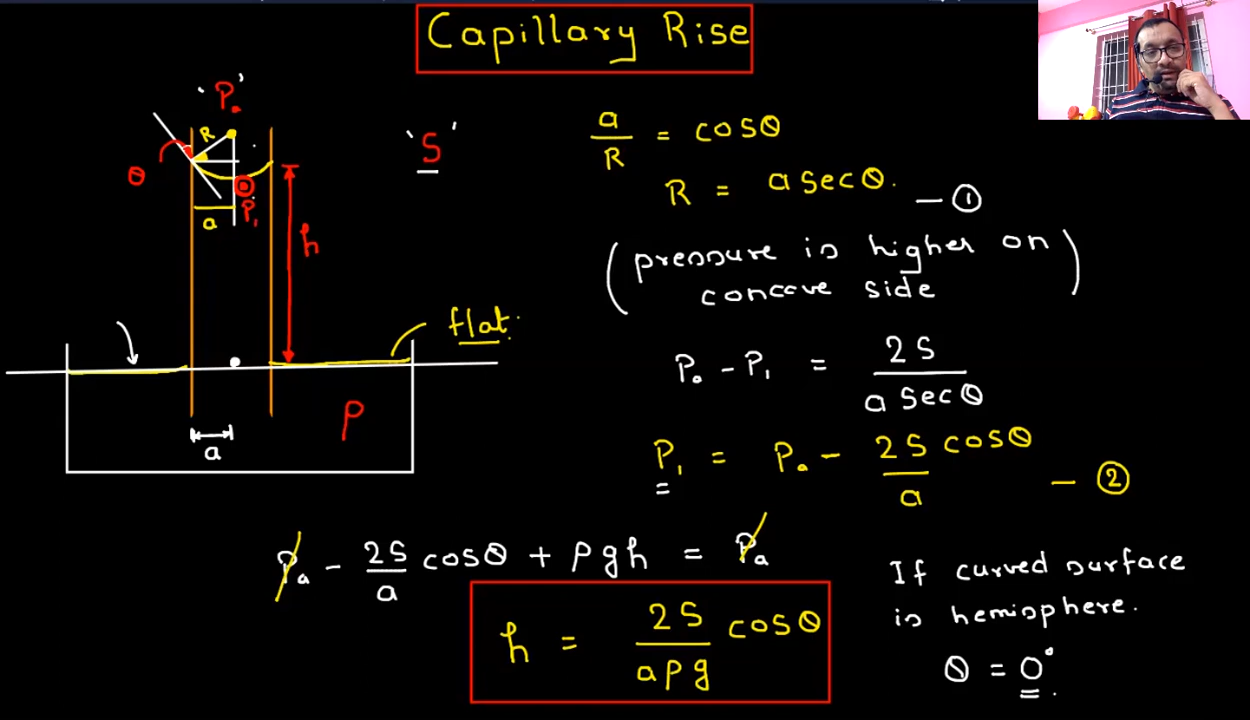 Capillary Rise
'Pₐ'
R
θ
P₁
a
h
'S'
flat
ρ
a
a/R = cosθ
R = a secθ. — ①
(pressure is higher on
concave side)
P₀ - P₁ = 2S / a secθ
P₁ = Pₐ - 2S/a cosθ — ②
Pₐ - 2S/a cosθ + ρgh = Pₐ
h = 2S/aρg cosθ
If curved surface
is hemisphere.
θ = 0°